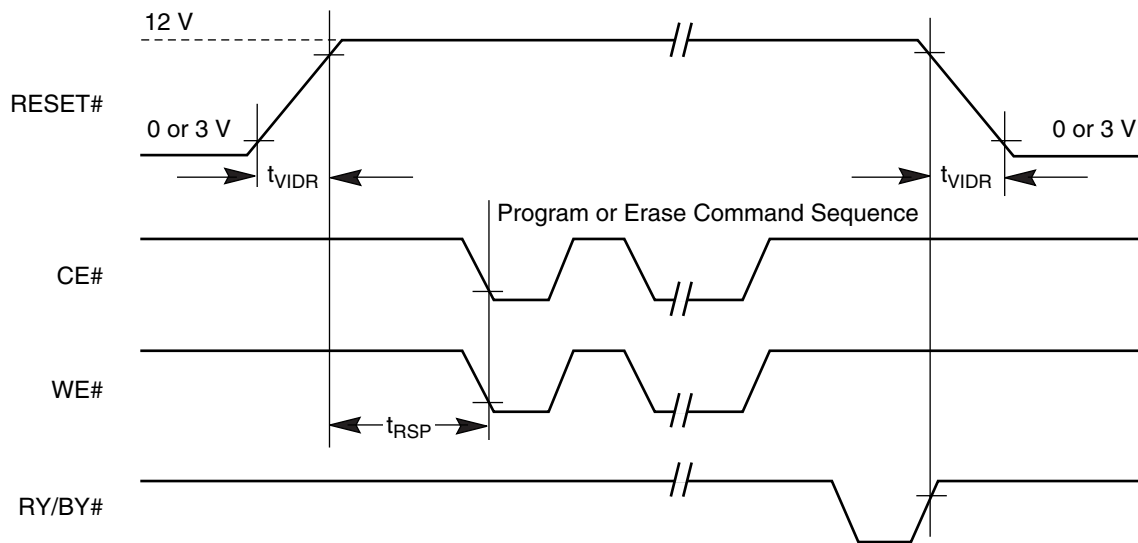 12 V
RESET#
0 or 3 V
0 or 3 V
tVIDR
tVIDR
Program or Erase Command Sequence
CE#
WE#
tRSP
RY/BY#